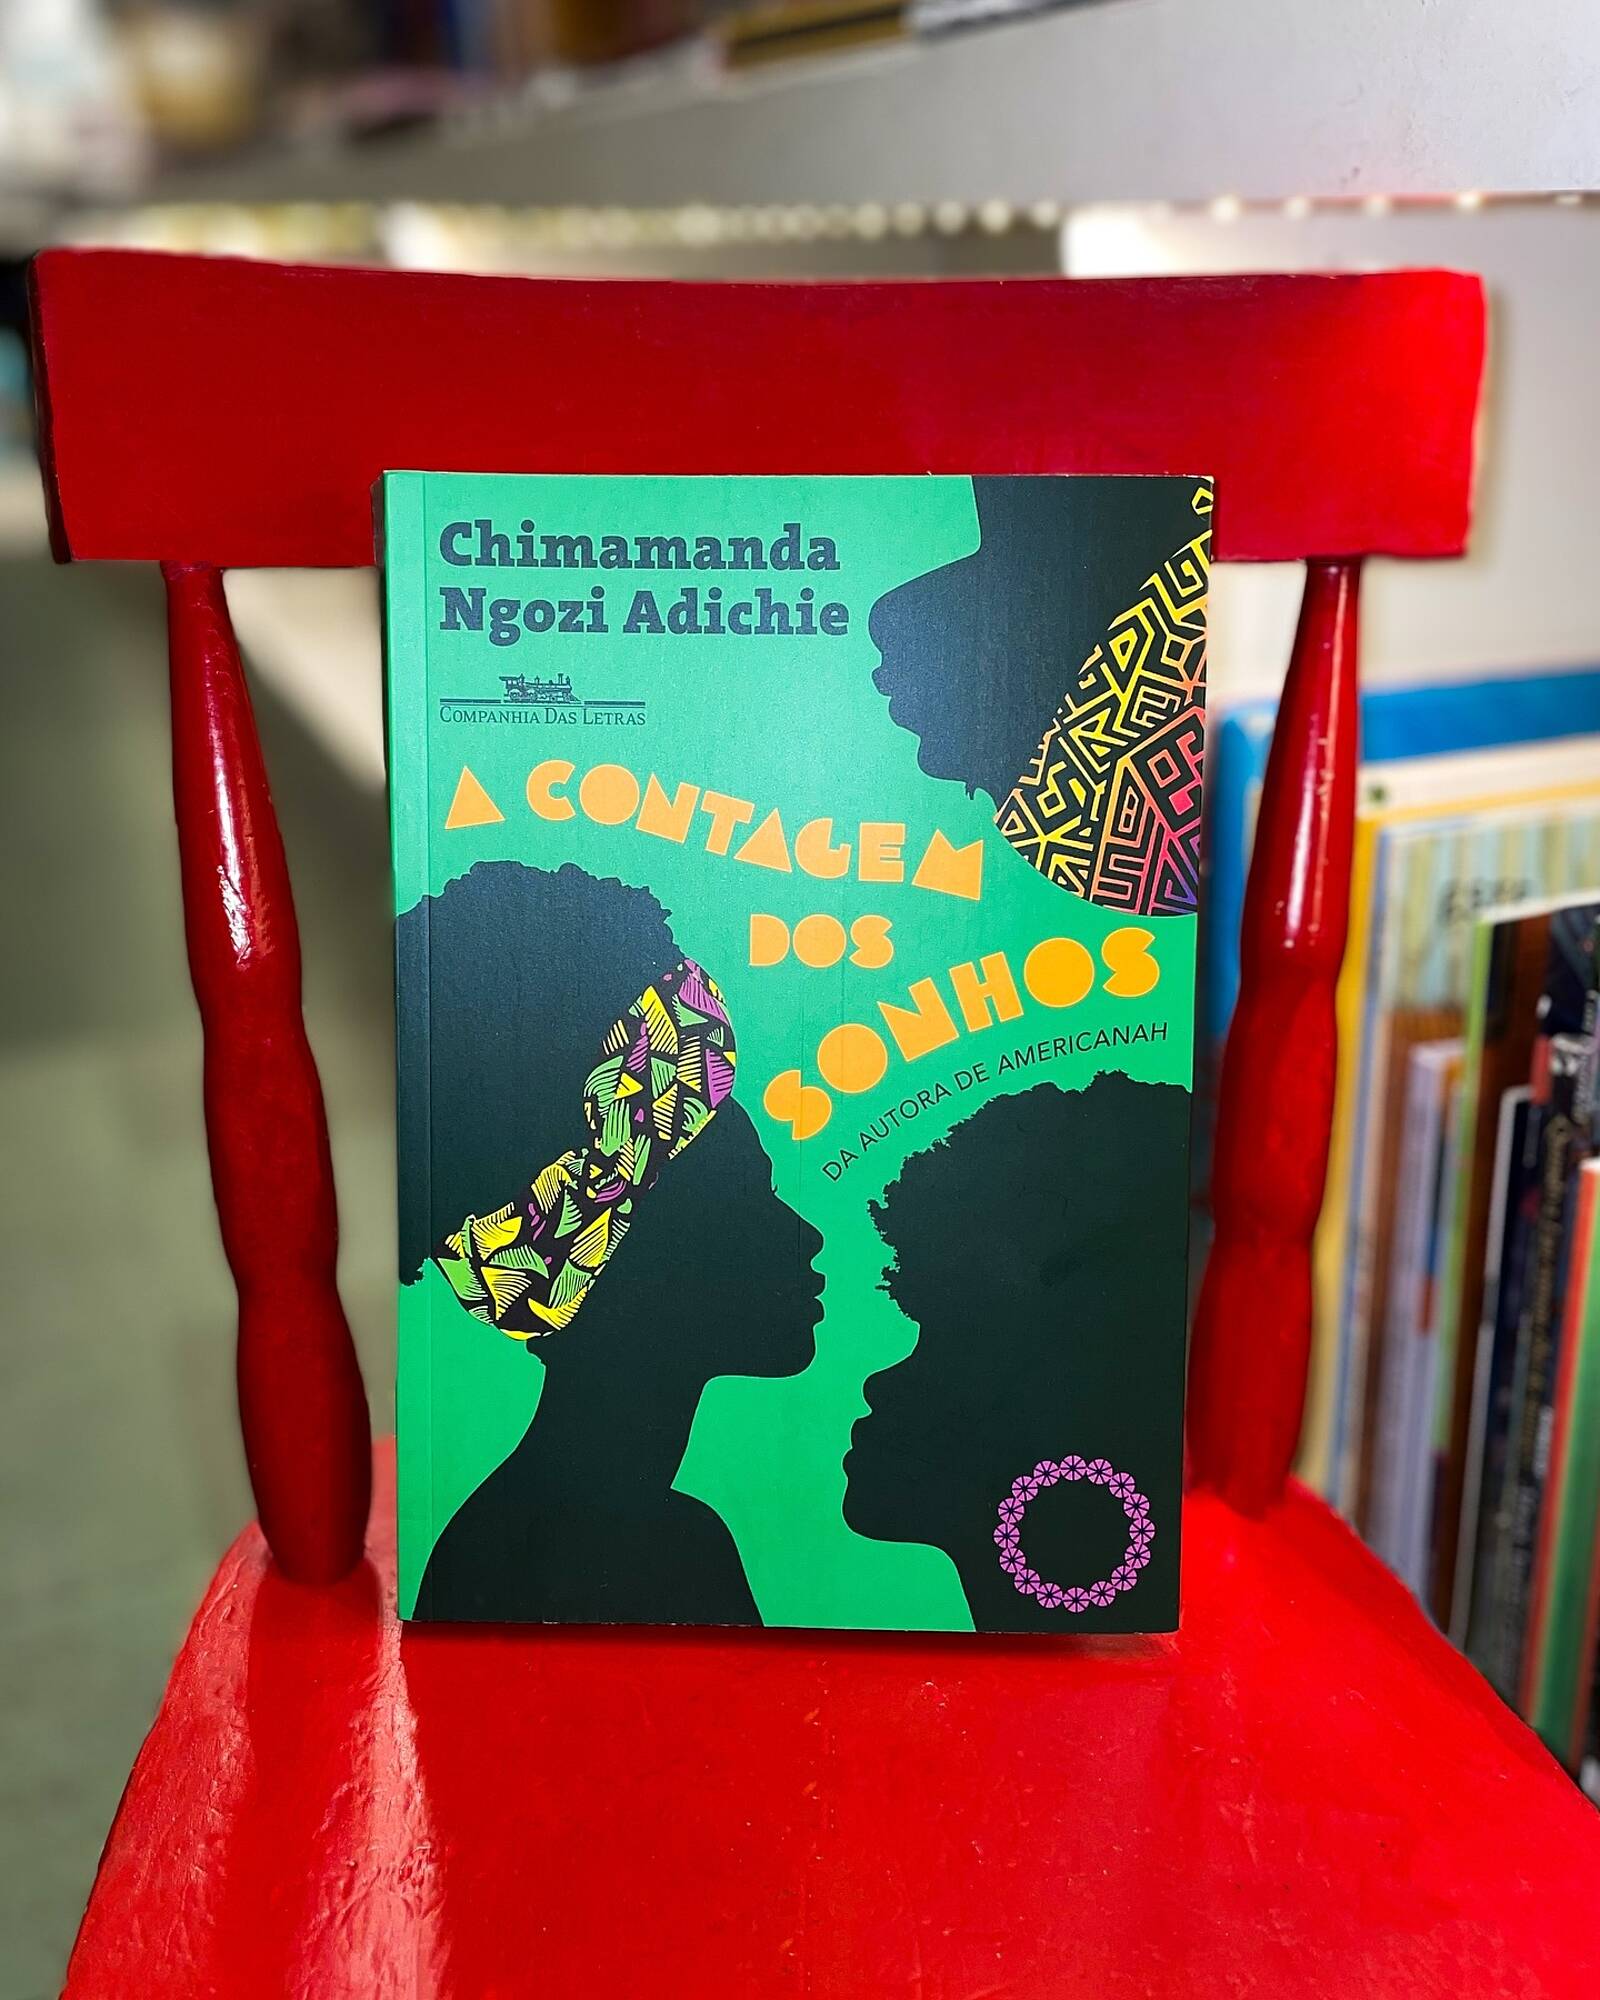 Chimamanda
Ngozi Adichie
COMPANHIA DAS LETRAS
A CONTAGEM
DOS
SONHOS
DA AUTORA DE AMERICANAH